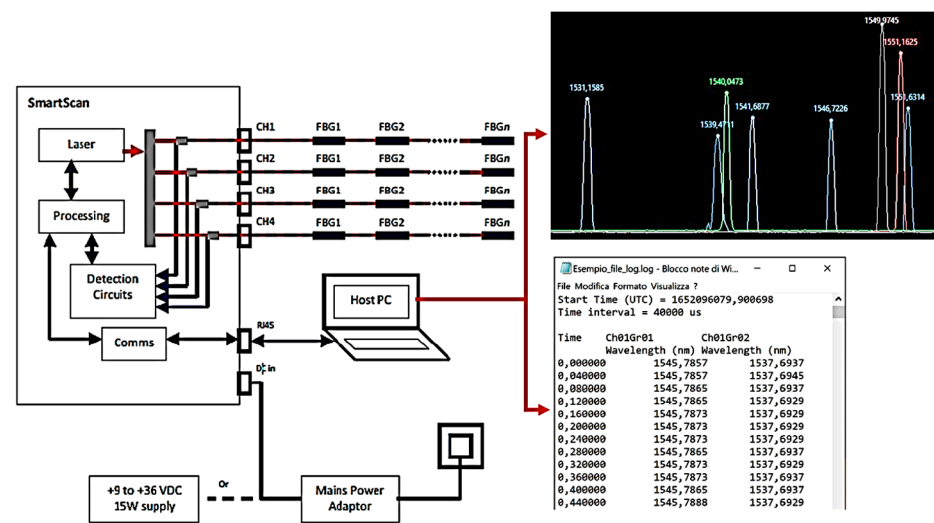 SmartScan
Laser
Processing
Detection
Circuits
Comms
CH1
FBG1
FBG2
FBGn
CH2
FBG1
FBG2
FBGn
CH3
FBG1
FBG2
FBGn
CH4
FBG1
FBG2
FBGn
RJ45
Host PC
DC in
+9 to +36 VDC
15W supply
Or
Mains Power
Adaptor
1531,1585
1539,4711
1540,0473
1541,6877
1546,7226
1549,9745
1551,1625
1551,6314
Esempio_file_log.log - Blocco note di Wi...
File Modifica Formato Visualizza ?
Start Time (UTC) = 1652096079,900698
Time interval = 40000 us
Time Ch01Gr01 Ch01Gr02
Wavelength (nm) Wavelength (nm)
0,000000 1545,7857 1537,6937
0,040000 1545,7857 1537,6945
0,080000 1545,7865 1537,6937
0,120000 1545,7865 1537,6929
0,160000 1545,7873 1537,6929
0,200000 1545,7873 1537,6929
0,240000 1545,7873 1537,6929
0,280000 1545,7865 1537,6937
0,320000 1545,7873 1537,6929
0,360000 1545,7873 1537,6937
0,400000 1545,7865 1537,6937
0,440000 1545,7888 1537,6929